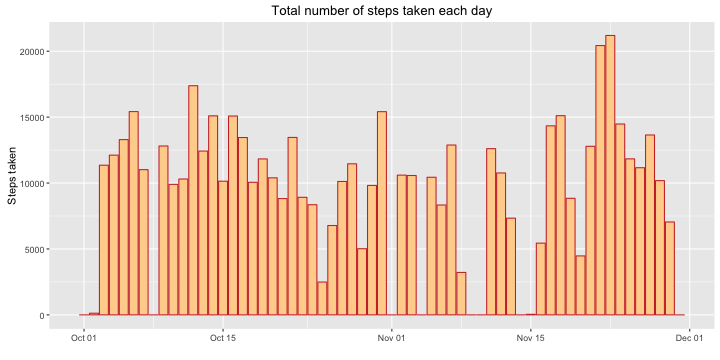 Total number of steps taken each day
Steps taken
20000
15000
10000
5000
0
Oct 01
Oct 15
Nov 01
Nov 15
Dec 01